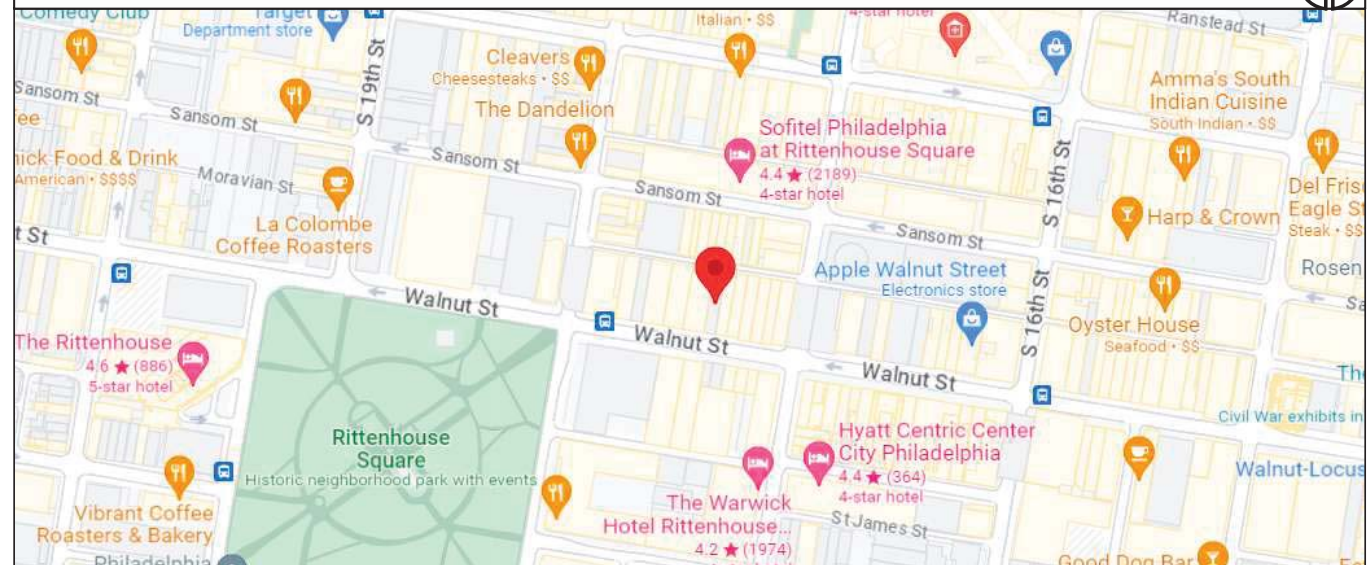 Comedy Club
Target
Department store
S 19th St
Italian • $$
4-star hotel
Ranstead St
Cleavers
Cheesesteaks • $$
The Dandelion
Amma's South
Indian Cuisine
South Indian • $$
Sansom St
Sansom St
Sansom St
Sansom St
Sansom St
Sofitel Philadelphia
at Rittenhouse Square
4.4 ★ (2189)
4-star hotel
S 16th St
Food & Drink
American • $$$$
Moravian St
La Colombe
Coffee Roasters
Harp & Crown
Del Fris
Eagle S
Steak • $$
t St
Walnut St
Apple Walnut Street
Electronics store
S 16th St
Rosen
Sa
Oyster House
Seafood • $$
The Rittenhouse
4.6 ★ (886)
5-star hotel
Walnut St
Walnut St
Th
Civil War exhibits in
Rittenhouse
Square
Historic neighborhood park with events
Hyatt Centric Center
City Philadelphia
4.4 ★ (364)
4-star hotel
Walnut-Locus
Vibrant Coffee
Roasters & Bakery
The Warwick
Hotel Rittenhouse...
4.2 ★ (1974)
St James St
Philadelphia
Good Dog Bar